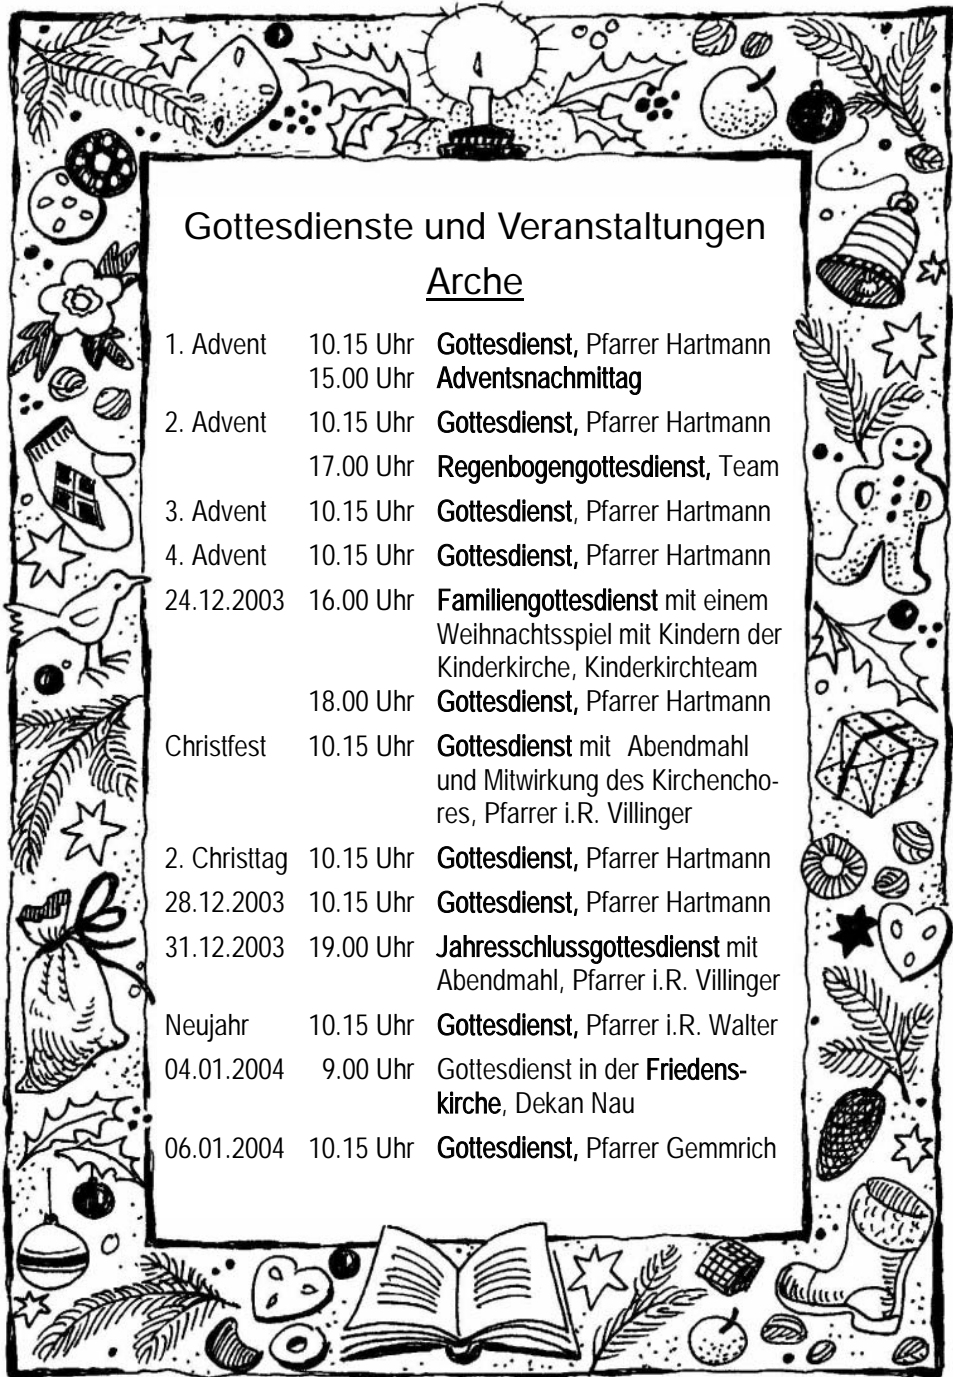 Gottesdienste und Veranstaltungen
Arche
1. Advent 10.15 Uhr Gottesdienst, Pfarrer Hartmann
15.00 Uhr Adventsnachmittag
2. Advent 10.15 Uhr Gottesdienst, Pfarrer Hartmann
17.00 Uhr Regenbogengottesdienst, Team
3. Advent 10.15 Uhr Gottesdienst, Pfarrer Hartmann
4. Advent 10.15 Uhr Gottesdienst, Pfarrer Hartmann
24.12.2003 16.00 Uhr Familiengottesdienst mit einem
Weihnachtsspiel mit Kindern der
Kinderkirche, Kinderkirchteam
18.00 Uhr Gottesdienst, Pfarrer Hartmann
Christfest 10.15 Uhr Gottesdienst mit Abendmahl
und Mitwirkung des Kirchencho-
res, Pfarrer i.R. Villinger
2. Christtag 10.15 Uhr Gottesdienst, Pfarrer Hartmann
28.12.2003 10.15 Uhr Gottesdienst, Pfarrer Hartmann
31.12.2003 19.00 Uhr Jahresschlussgottesdienst mit
Abendmahl, Pfarrer i.R. Villinger
Neujahr 10.15 Uhr Gottesdienst, Pfarrer i.R. Walter
04.01.2004 9.00 Uhr Gottesdienst in der Friedens-
kirche, Dekan Nau
06.01.2004 10.15 Uhr Gottesdienst, Pfarrer Gemmrich